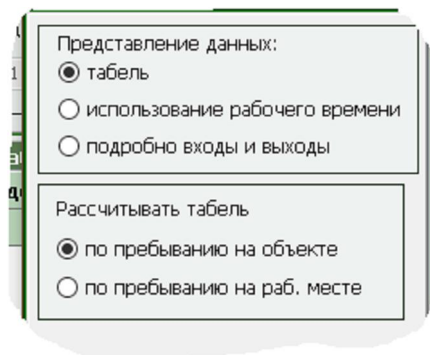 Представление данных:
табель
использование рабочего времени
подробно входы и выходы
Рассчитывать табель
по пребыванию на объекте
по пребыванию на раб. месте